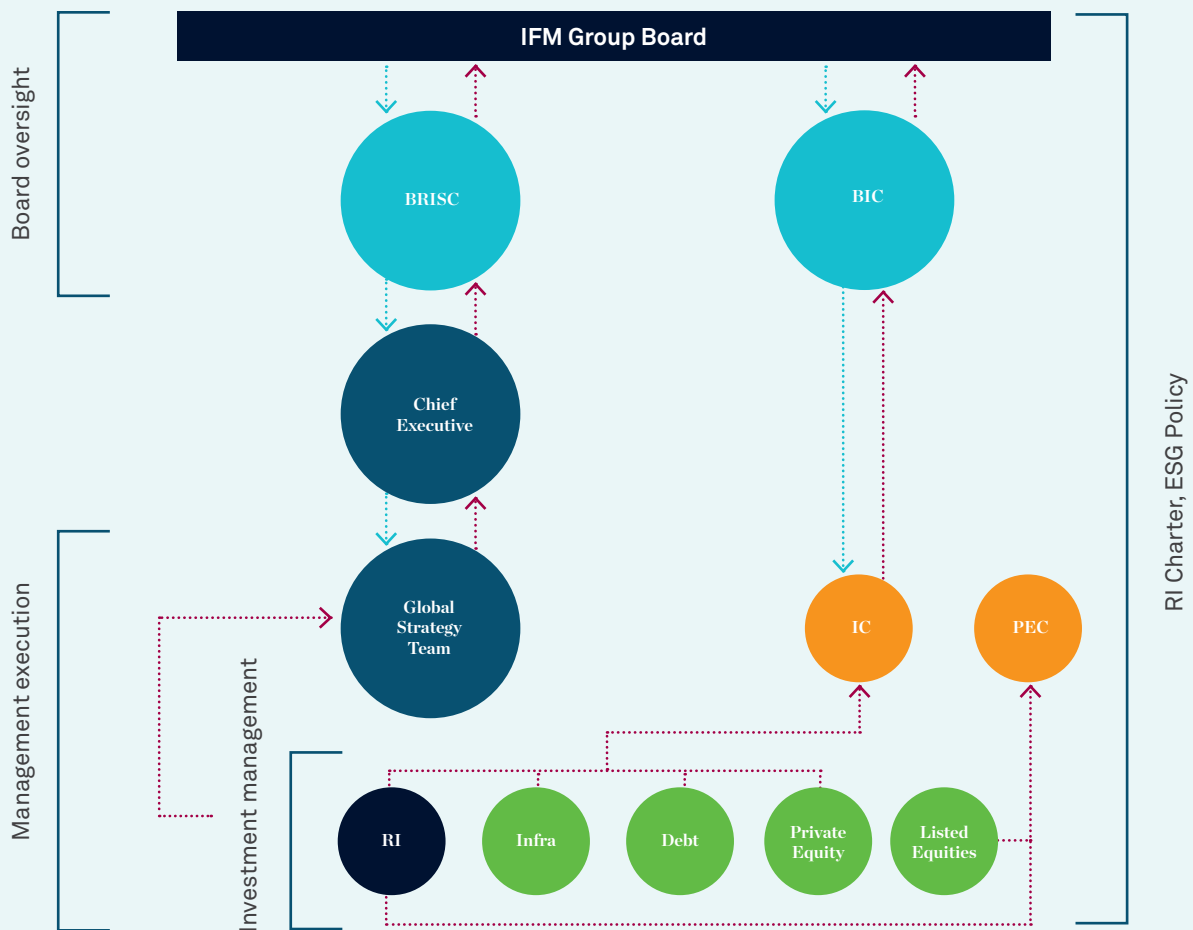 IFM Group Board
Board oversight
BRISC
BIC
Chief
Executive
RI Charter, ESG Policy
Management execution
Global
Strategy
Team
IC
PEC
Investment management
RI
Infra
Debt
Private
Equity
Listed
Equities